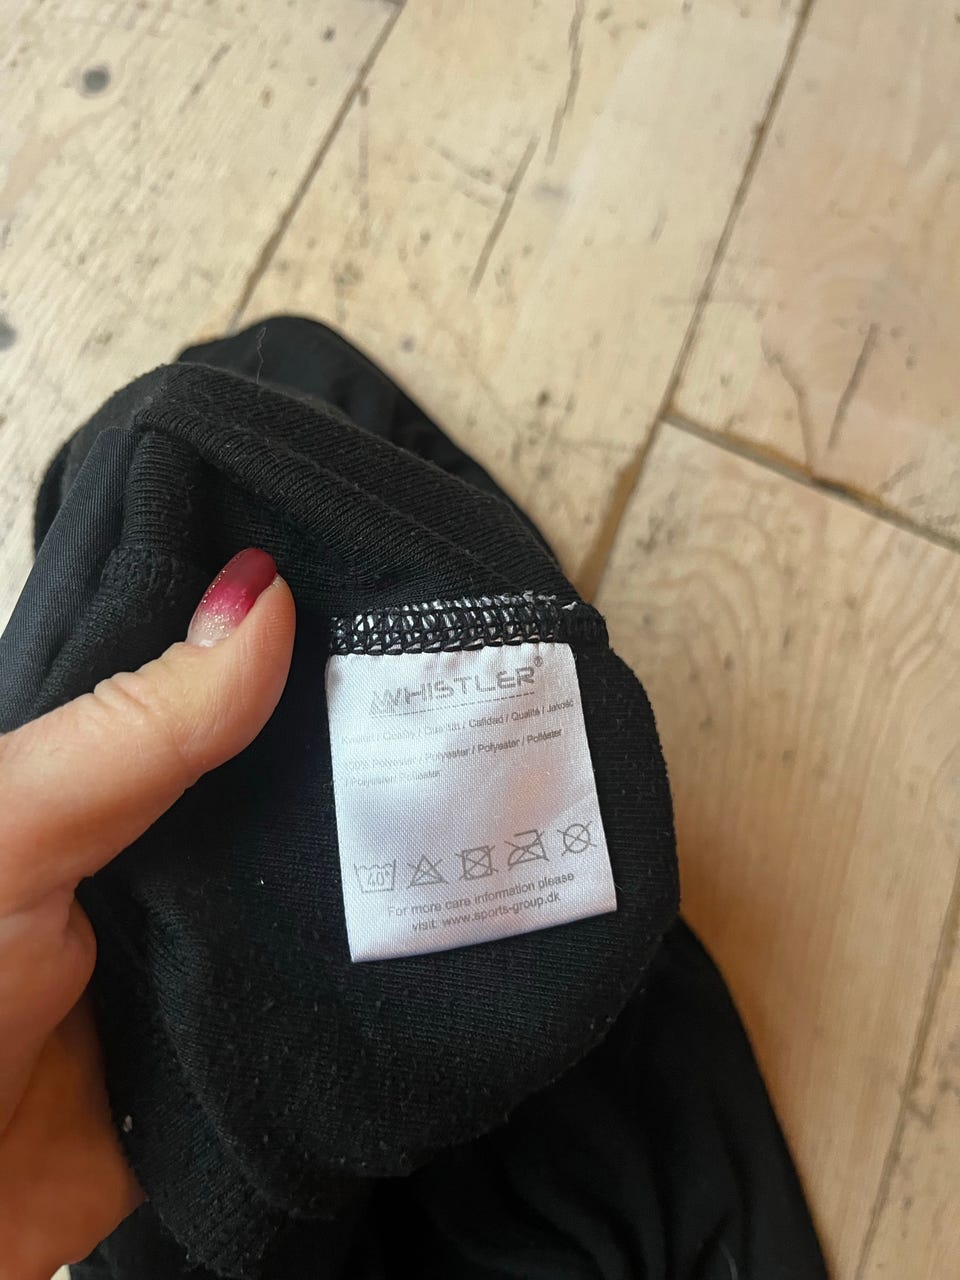 WHISTLER®
Kvalitet / Quality / Qualität / Calidad / Qualité / Jakość
100% Polyester / Polyester / Polyester / Poliéster
/ Polyester / Poliester
40°
For more care information please
visit: www.sports-group.dk